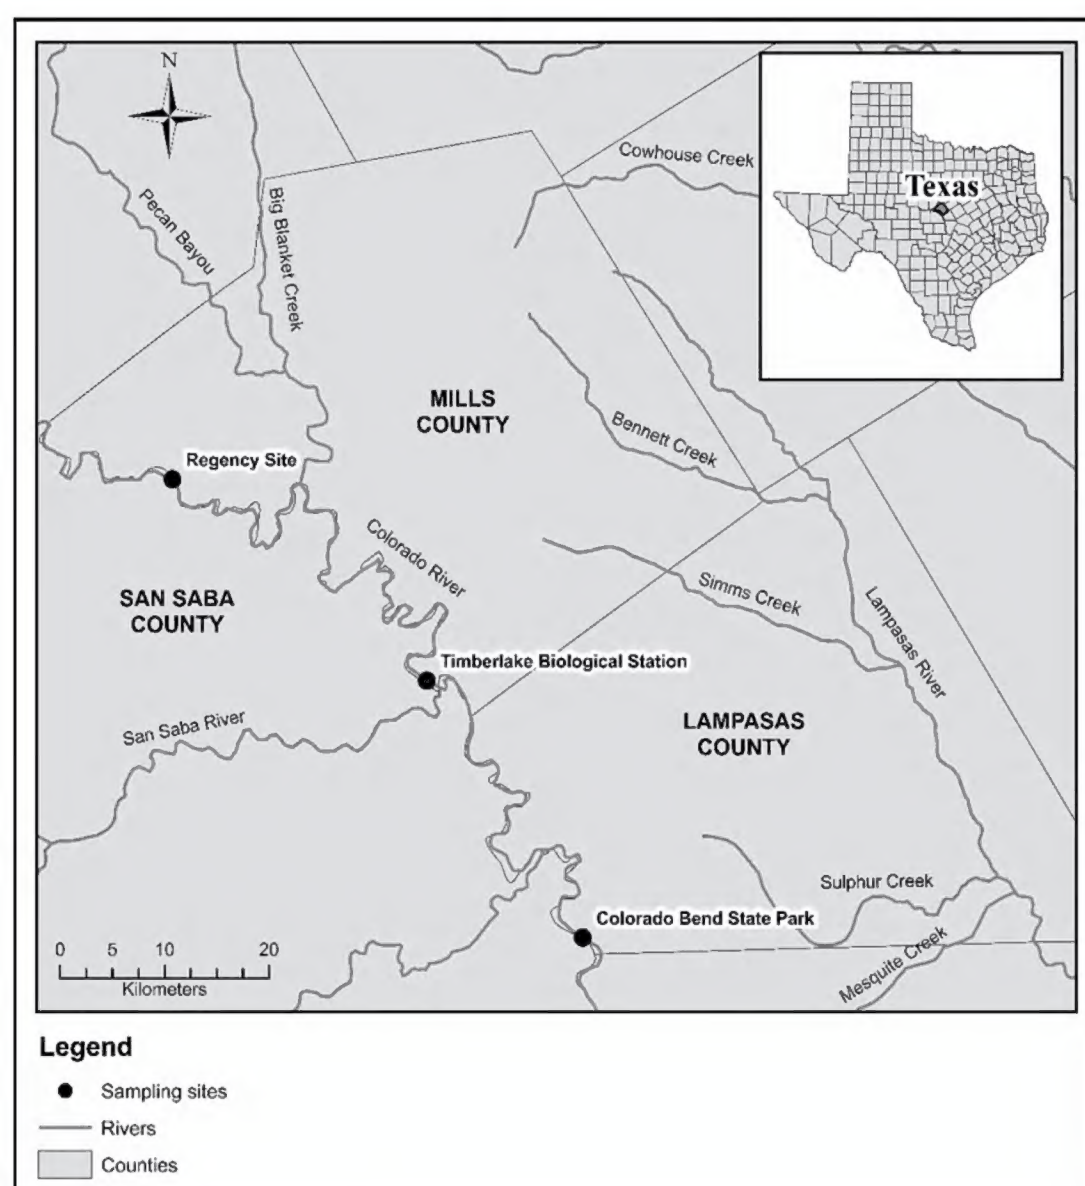 N
Cowhouse Creek
Texas
Pecan Bayou
Big Blanket Creek
MILLS
COUNTY
Bennett Creek
Regency Site
Colorado River
SAN SABA
COUNTY
Simms Creek
Lampasas River
Timberlake Biological Station
San Saba River
LAMPASAS
COUNTY
Sulphur Creek
Colorado Bend State Park
Mesquite Creek
0 5 10 20
Kilometers
Legend
Sampling sites
Rivers
Counties